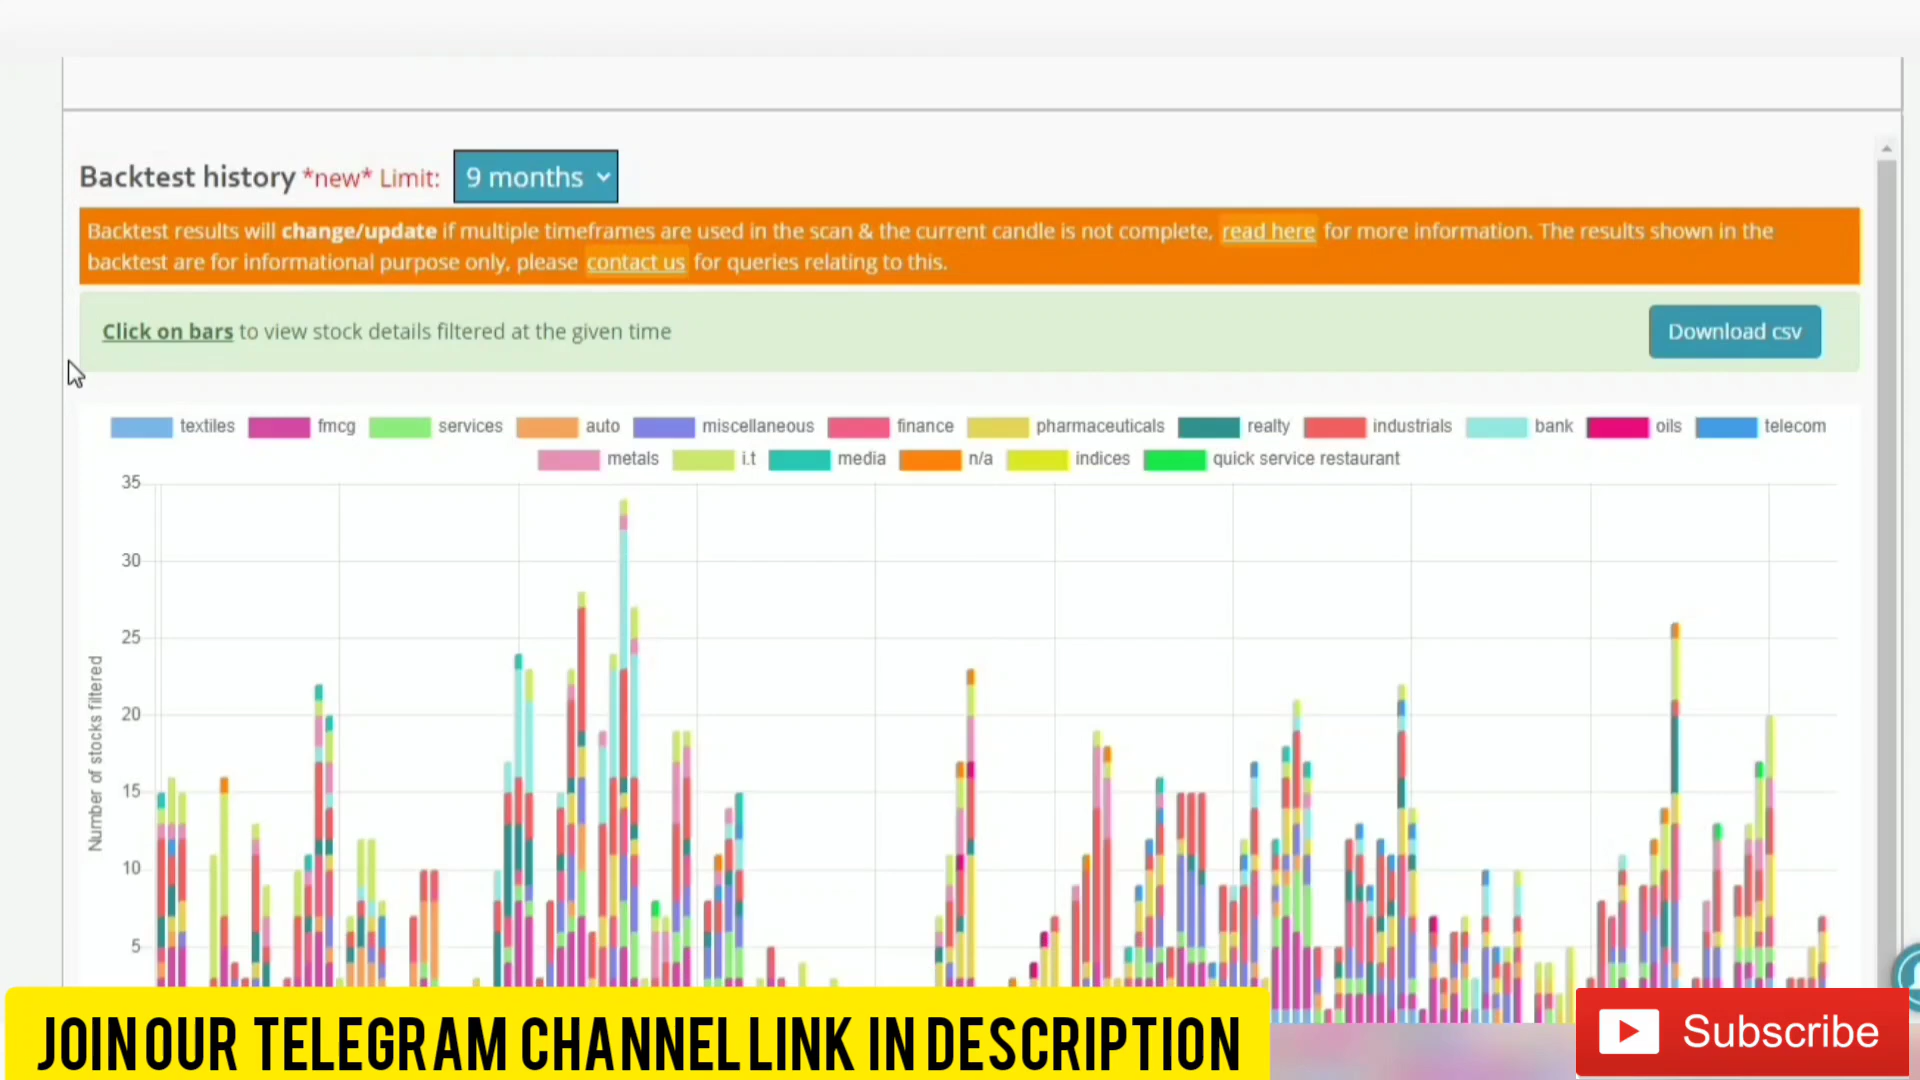 Backtest history *new* Limit: 9 months
Backtest results will change/update if multiple timeframes are used in the scan & the current candle is not complete, read here for more information. The results shown in the
backtest are for informational purpose only, please contact us for queries relating to this.
Click on bars to view stock details filtered at the given time
Download csv
textiles fmcg services auto miscellaneous finance pharmaceuticals realty industrials bank oils telecom
metals i.t media n/a indices quick service restaurant
Number of stocks filtered
35
30
25
20
15
10
5
JOIN OUR TELEGRAM CHANNEL LINK IN DESCRIPTION
Subscribe